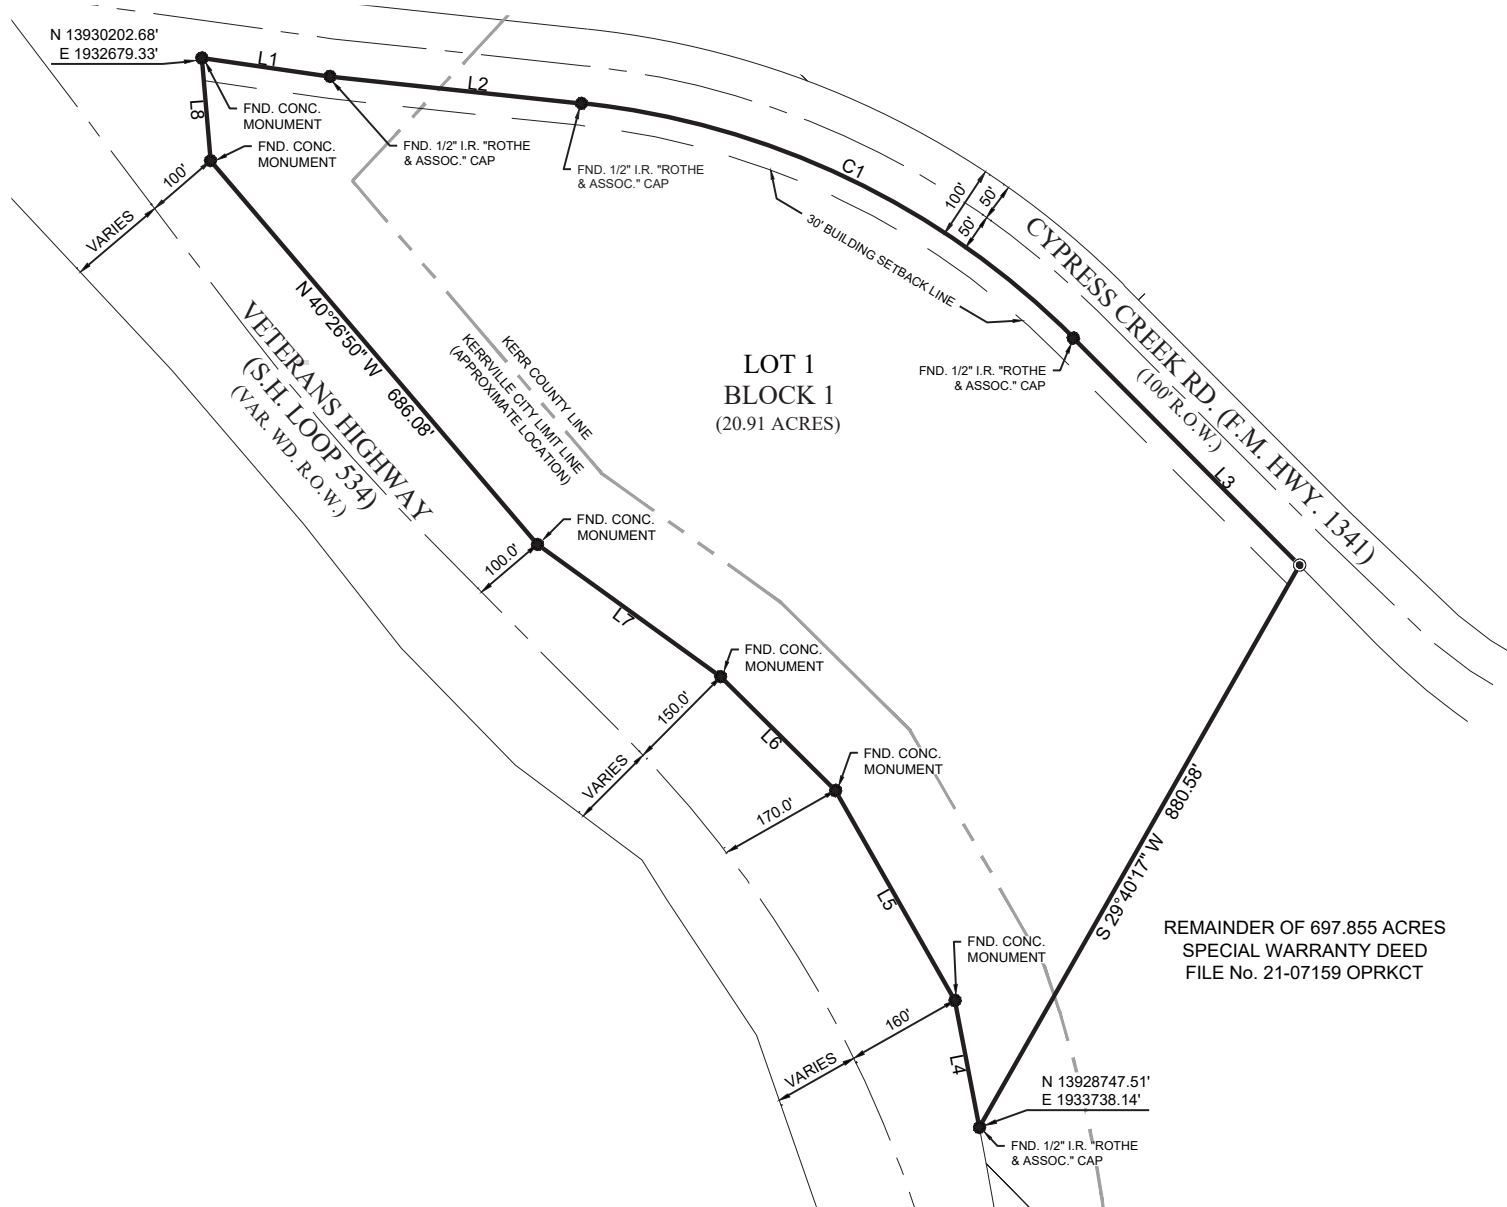 N 13930202.68'
E 1932679.33'
L1
L2
L8
FND. CONC.
MONUMENT
FND. CONC.
MONUMENT
FND. 1/2" I.R. "ROTHE
& ASSOC." CAP
FND. 1/2" I.R. "ROTHE
& ASSOC." CAP
C1
100'
VARIES
100'
50'
50'
30' BUILDING SETBACK LINE
CYPRESS CREEK RD. (F.M. HWY. 1341)
(100' R.O.W.)
N 40°26'50" W 686.08'
VETERANS HIGHWAY
(S.H. LOOP 534)
(VAR. WD. R.O.W.)
KERR COUNTY LINE
KERRVILLE CITY LIMIT LINE
(APPROXIMATE LOCATION)
LOT 1
BLOCK 1
(20.91 ACRES)
FND. 1/2" I.R. "ROTHE
& ASSOC." CAP
L3
FND. CONC.
MONUMENT
100.0'
L7
FND. CONC.
MONUMENT
150.0'
VARIES
L6
FND. CONC.
MONUMENT
170.0'
L5
S 29°40'17" W 880.58'
REMAINDER OF 697.855 ACRES
SPECIAL WARRANTY DEED
FILE No. 21-07159 OPRKCT
FND. CONC.
MONUMENT
160'
VARIES
L4
N 13928747.51'
E 1933738.14'
FND. 1/2" I.R. "ROTHE
& ASSOC." CAP